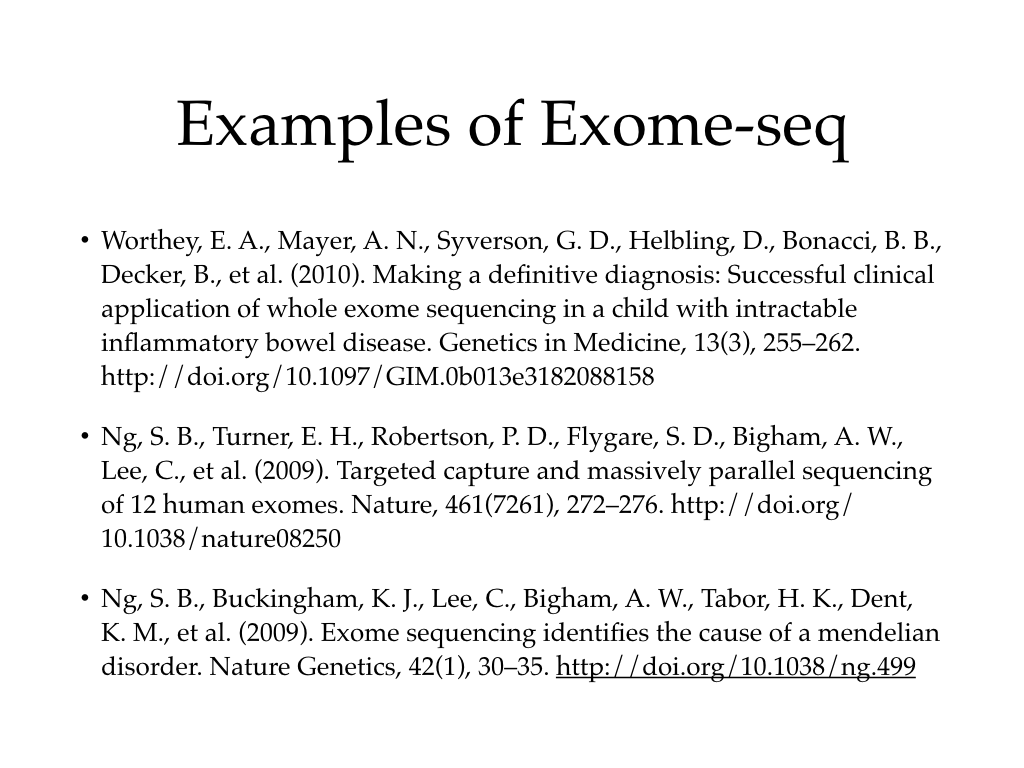 Examples of Exome-seq
• Worthey, E. A., Mayer, A. N., Syverson, G. D., Helbling, D., Bonacci, B. B.,
Decker, B., et al. (2010). Making a definitive diagnosis: Successful clinical
application of whole exome sequencing in a child with intractable
inflammatory bowel disease. Genetics in Medicine, 13(3), 255–262.
http://doi.org/10.1097/GIM.0b013e3182088158
• Ng, S. B., Turner, E. H., Robertson, P. D., Flygare, S. D., Bigham, A. W.,
Lee, C., et al. (2009). Targeted capture and massively parallel sequencing
of 12 human exomes. Nature, 461(7261), 272–276. http://doi.org/
10.1038/nature08250
• Ng, S. B., Buckingham, K. J., Lee, C., Bigham, A. W., Tabor, H. K., Dent,
K. M., et al. (2009). Exome sequencing identifies the cause of a mendelian
disorder. Nature Genetics, 42(1), 30–35. http://doi.org/10.1038/ng.499